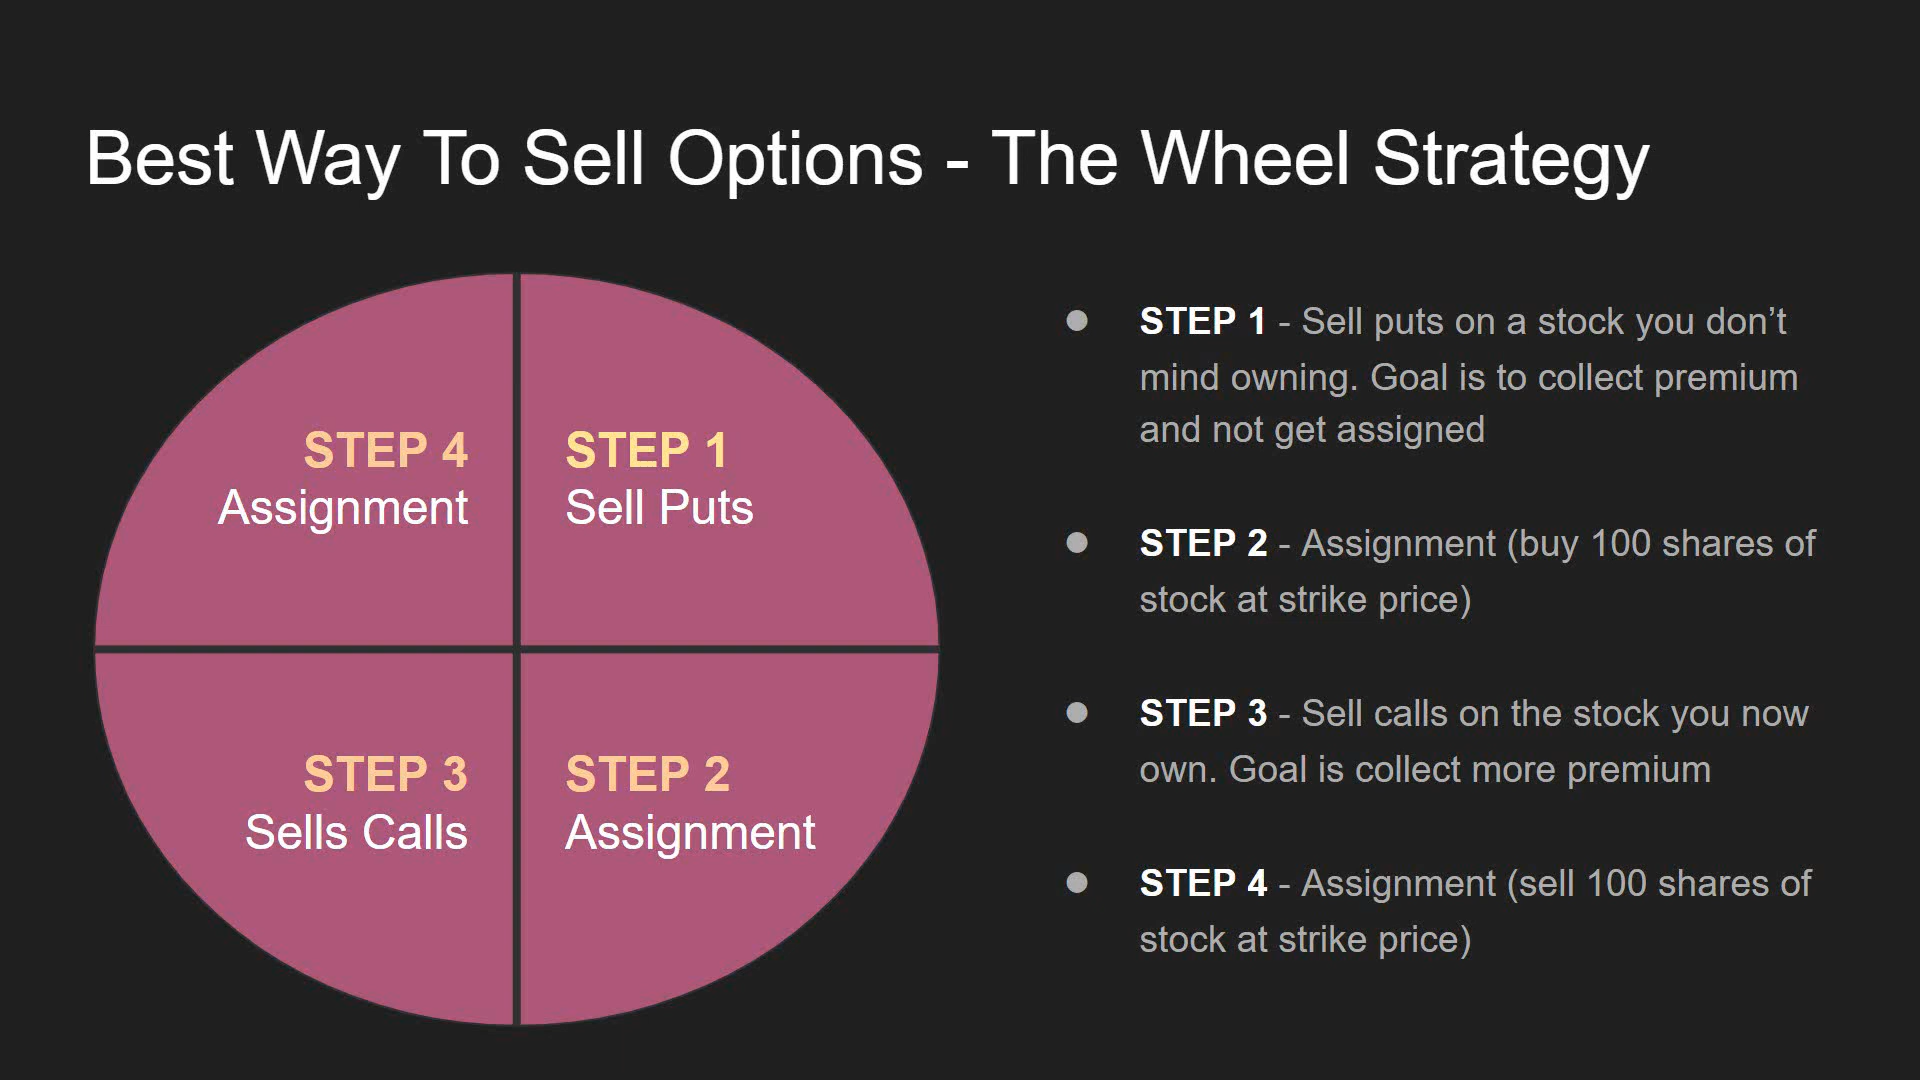 Best Way To Sell Options - The Wheel Strategy
STEP 4
Assignment
STEP 1
Sell Puts
STEP 3
Sells Calls
STEP 2
Assignment
● STEP 1 - Sell puts on a stock you don’t
mind owning. Goal is to collect premium
and not get assigned
● STEP 2 - Assignment (buy 100 shares of
stock at strike price)
● STEP 3 - Sell calls on the stock you now
own. Goal is collect more premium
● STEP 4 - Assignment (sell 100 shares of
stock at strike price)